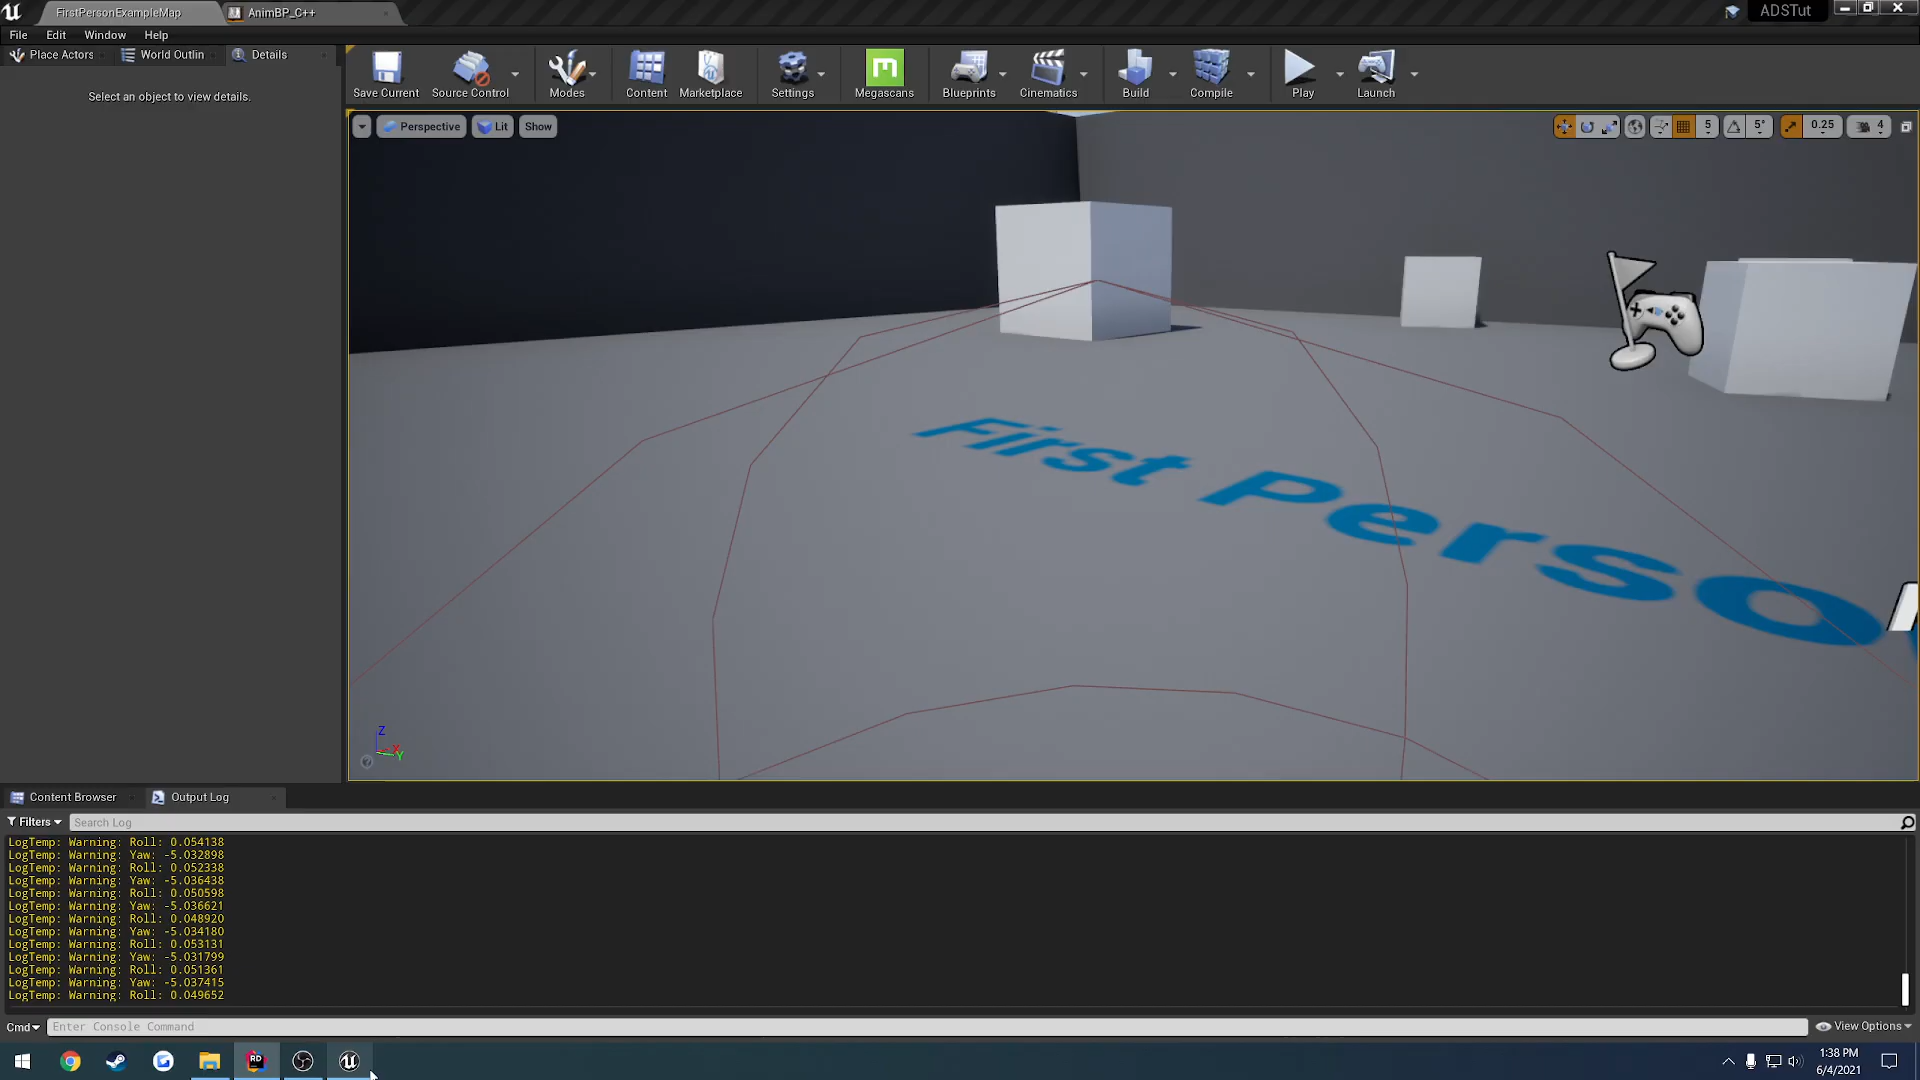 FirstPersonExampleMap
AnimBP_C++
ADSTut
File
Edit
Window
Help
Place Actors
World Outlin
Details
Select an object to view details.
Save Current
Source Control
Modes
Content
Marketplace
Settings
Megascans
Blueprints
Cinematics
Build
Compile
Play
Launch
Perspective
Lit
Show
5
5°
0.25
4
First Perso
Z
X
Y
Content Browser
Output Log
Filters
Search Log
LogTemp: Warning: Roll: 0.054138
LogTemp: Warning: Yaw: -5.032898
LogTemp: Warning: Roll: 0.052338
LogTemp: Warning: Yaw: -5.036438
LogTemp: Warning: Roll: 0.050598
LogTemp: Warning: Yaw: -5.036621
LogTemp: Warning: Roll: 0.048920
LogTemp: Warning: Yaw: -5.034180
LogTemp: Warning: Roll: 0.053131
LogTemp: Warning: Yaw: -5.031799
LogTemp: Warning: Roll: 0.051361
LogTemp: Warning: Yaw: -5.037415
LogTemp: Warning: Roll: 0.049652
Cmd
Enter Console Command
View Options
RD
1:38 PM
6/4/2021